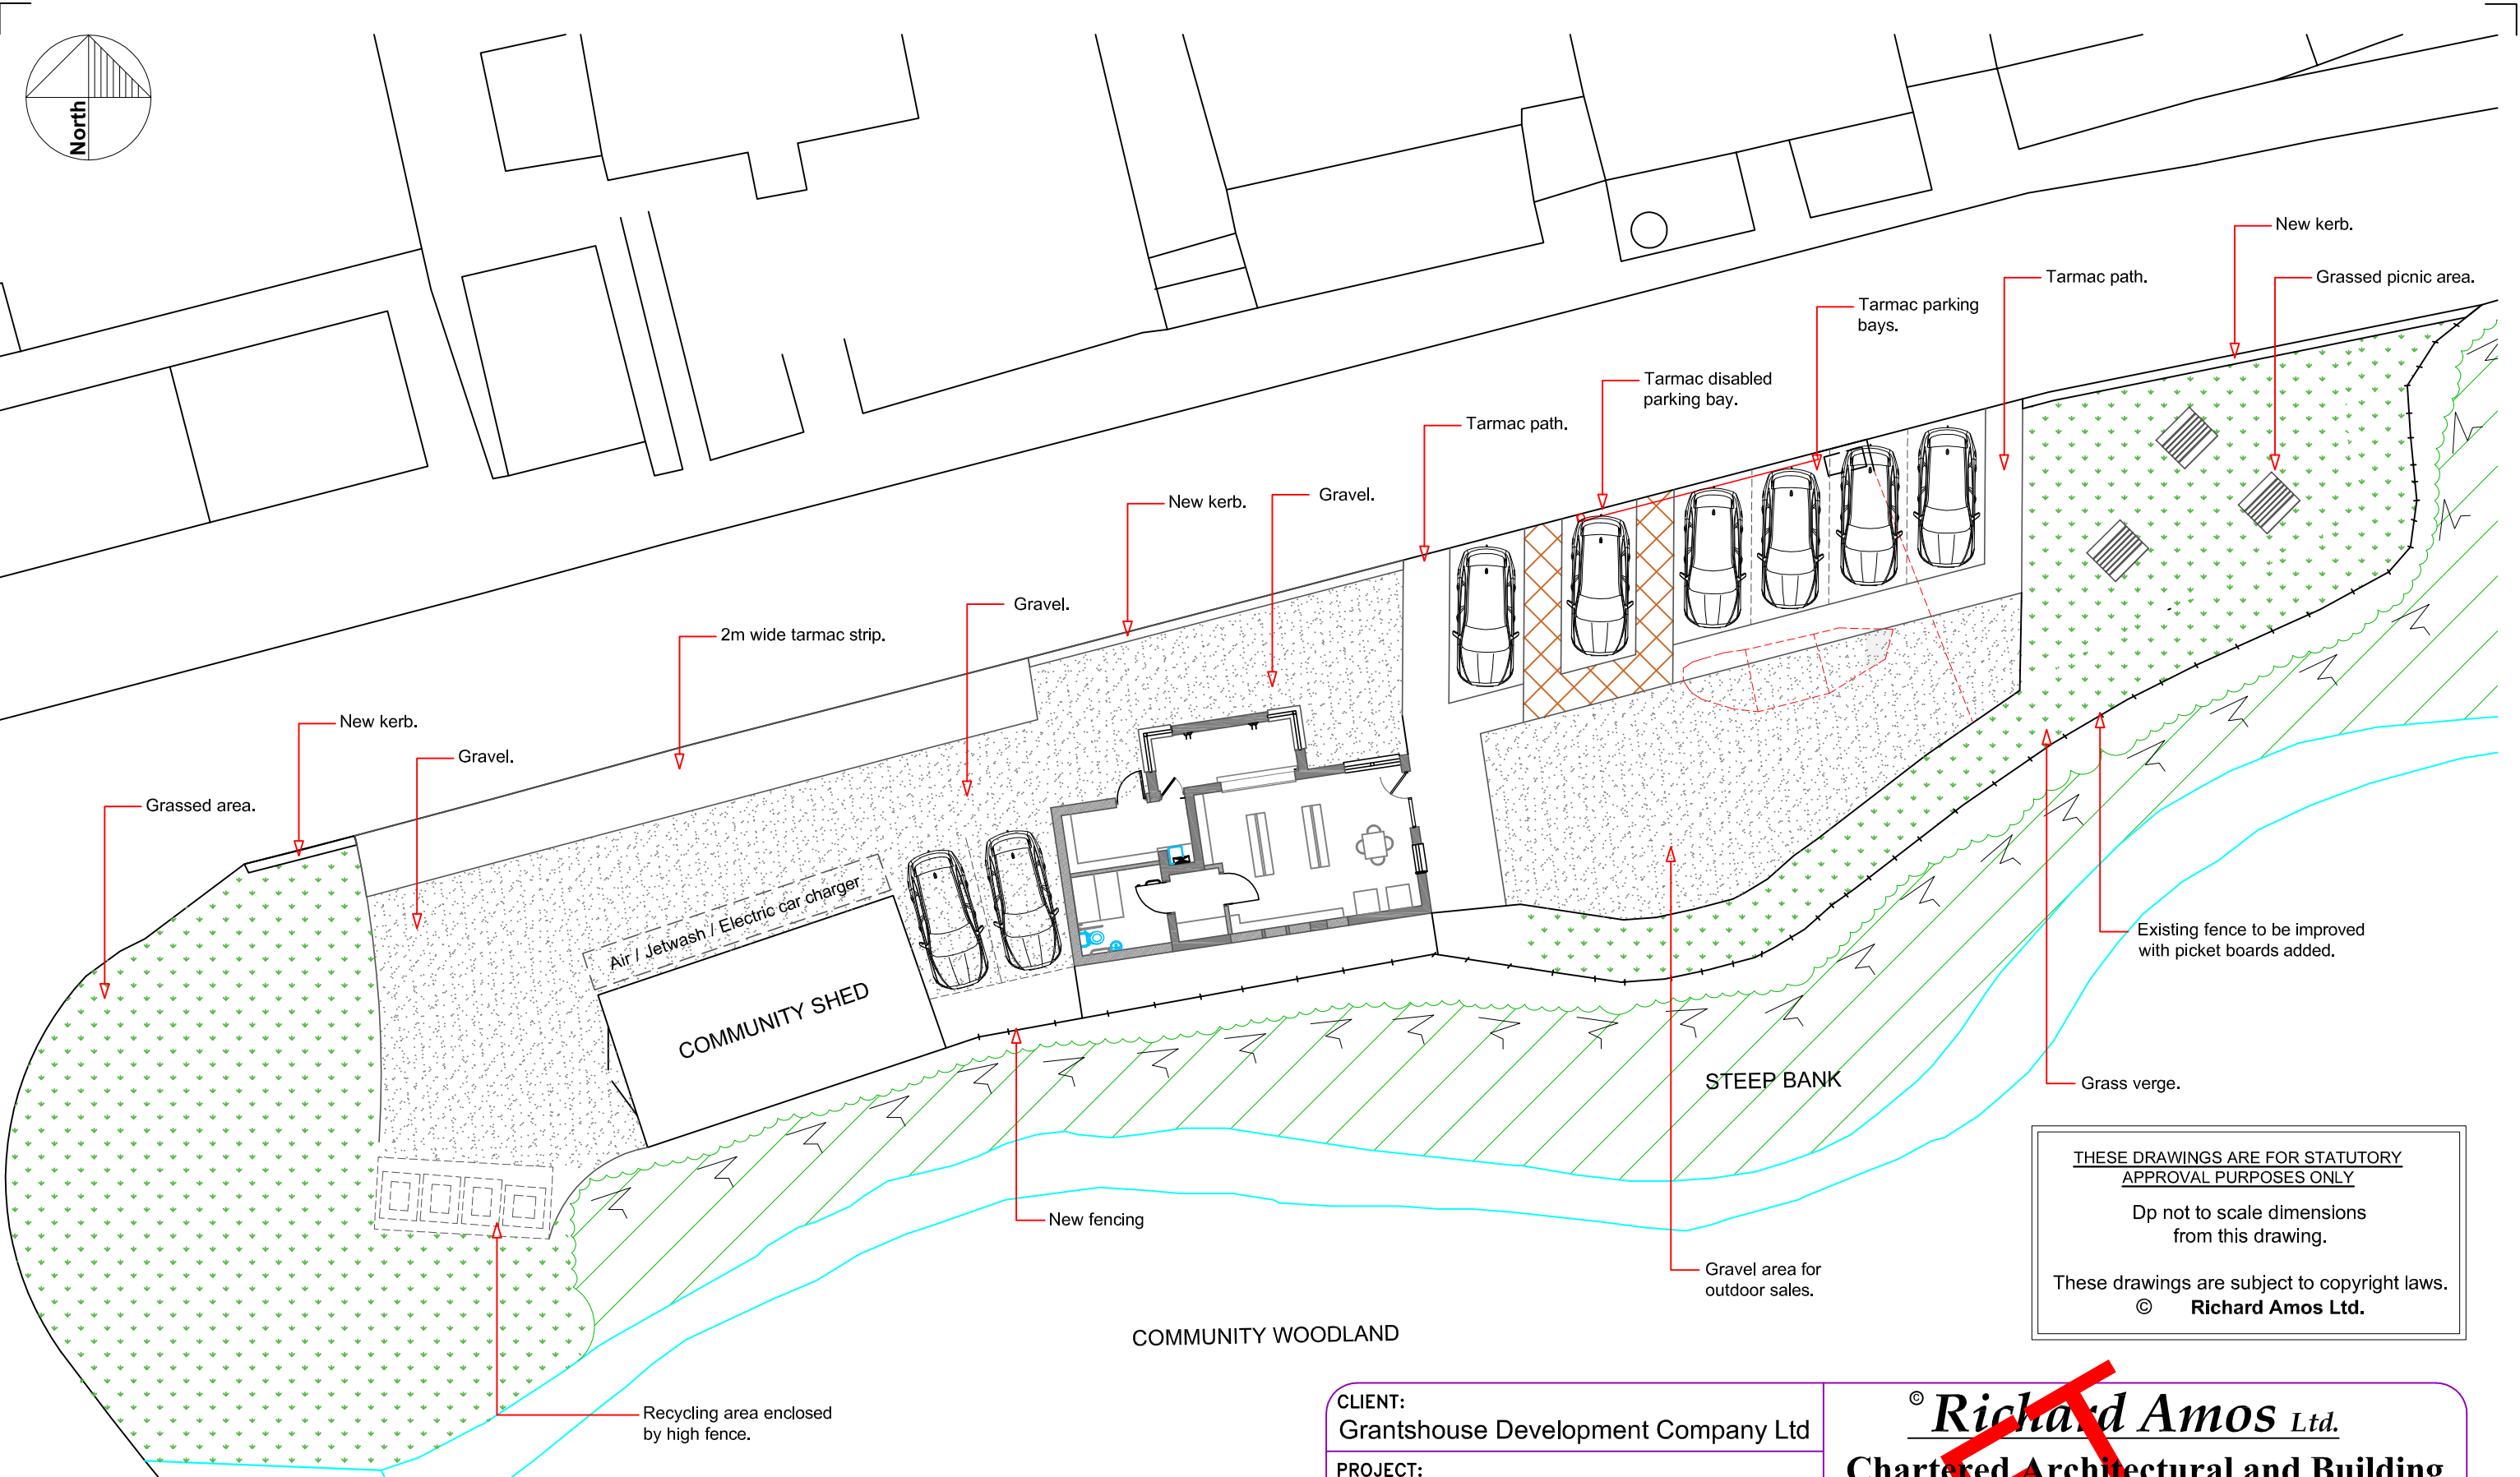 North
New kerb.
Tarmac path.
Grassed picnic area.
Tarmac parking
bays.
Tarmac disabled
parking bay.
Tarmac path.
New kerb.
Gravel.
Gravel.
2m wide tarmac strip.
New kerb.
Gravel.
Grassed area.
Air / Jetwash / Electric car charger
COMMUNITY SHED
Existing fence to be improved
with picket boards added.
STEEP BANK
Grass verge.
New fencing
Gravel area for
outdoor sales.
COMMUNITY WOODLAND
Recycling area enclosed
by high fence.
THESE DRAWINGS ARE FOR STATUTORY
APPROVAL PURPOSES ONLY
Dp not to scale dimensions
from this drawing.
These drawings are subject to copyright laws.
© Richard Amos Ltd.
CLIENT:
Grantshouse Development Company Ltd
PROJECT:
© Richard Amos Ltd.
Chartered Architectural and Building